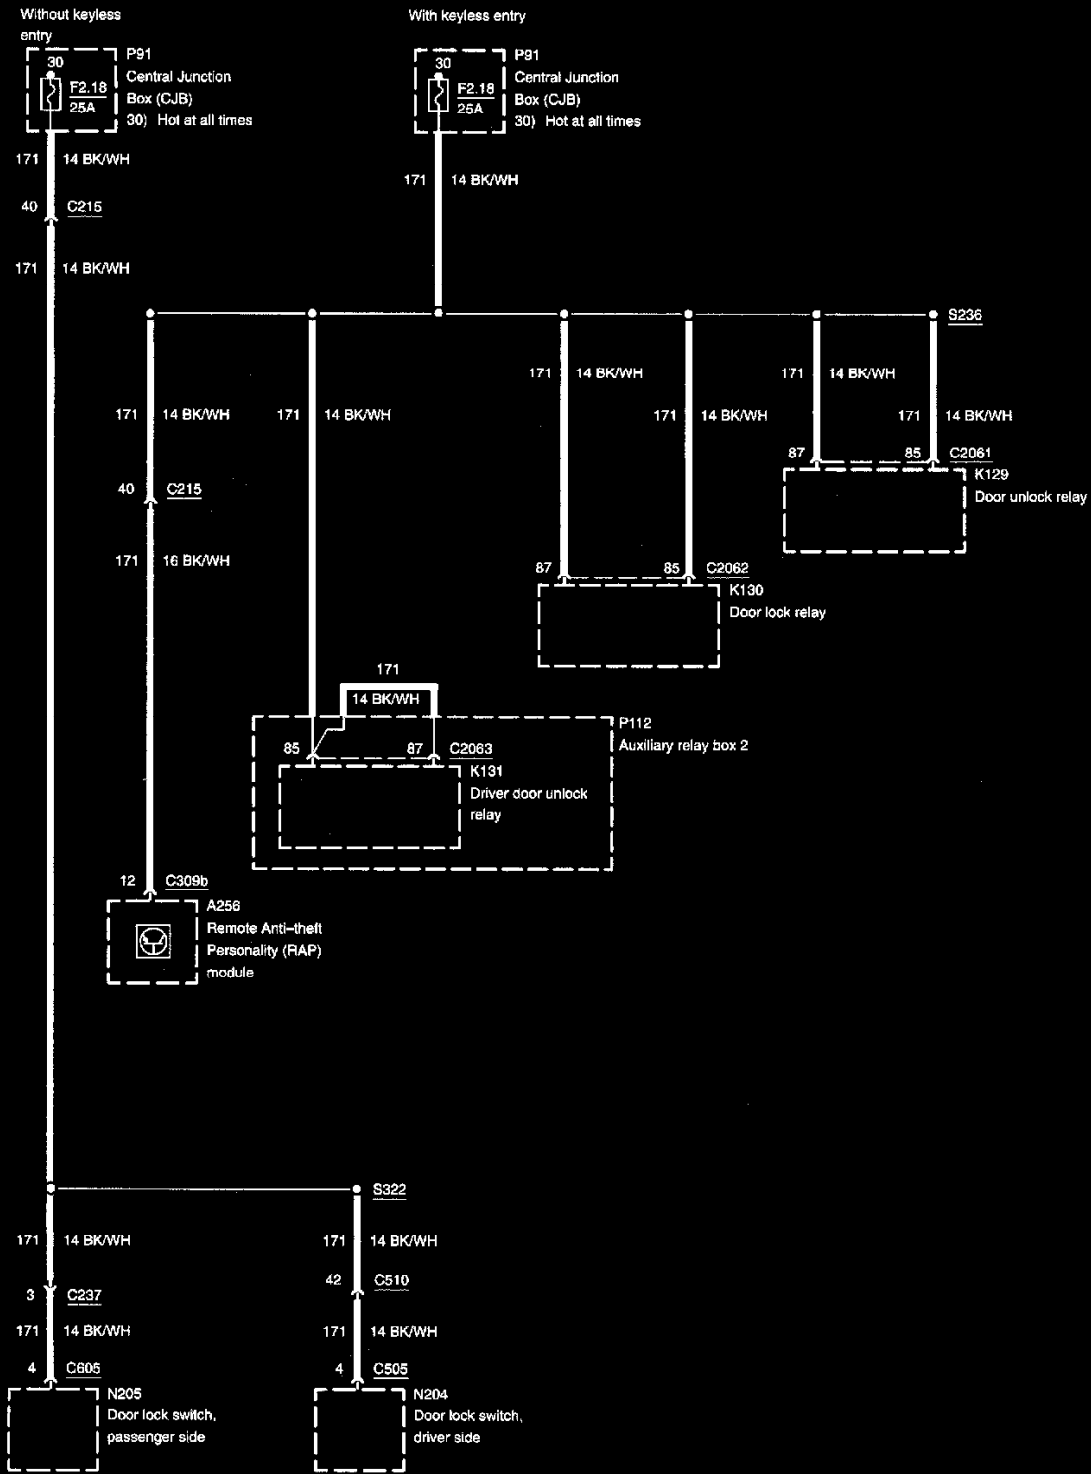 Without keyless
entry
30
F2.18
25A
P91
Central Junction
Box (CJB)
30) Hot at all times
171 14 BK/WH
40 C215
171 14 BK/WH
With keyless entry
30
F2.18
25A
P91
Central Junction
Box (CJB)
30) Hot at all times
171 14 BK/WH
S236
171 14 BK/WH
171 14 BK/WH
171 14 BK/WH
171 14 BK/WH
171 14 BK/WH
171 14 BK/WH
87 85 C2061
K129
Door unlock relay
40 C215
171 16 BK/WH
87 85 C2062
K130
Door lock relay
171
14 BK/WH
P112
Auxiliary relay box 2
85 87 C2063
K131
Driver door unlock
relay
12 C309b
A256
Remote Anti-theft
Personality (RAP)
module
S322
171 14 BK/WH
171 14 BK/WH
42 C510
3 C237
171 14 BK/WH
171 14 BK/WH
4 C605
4 C505
N205
Door lock switch,
passenger side
N204
Door lock switch,
driver side